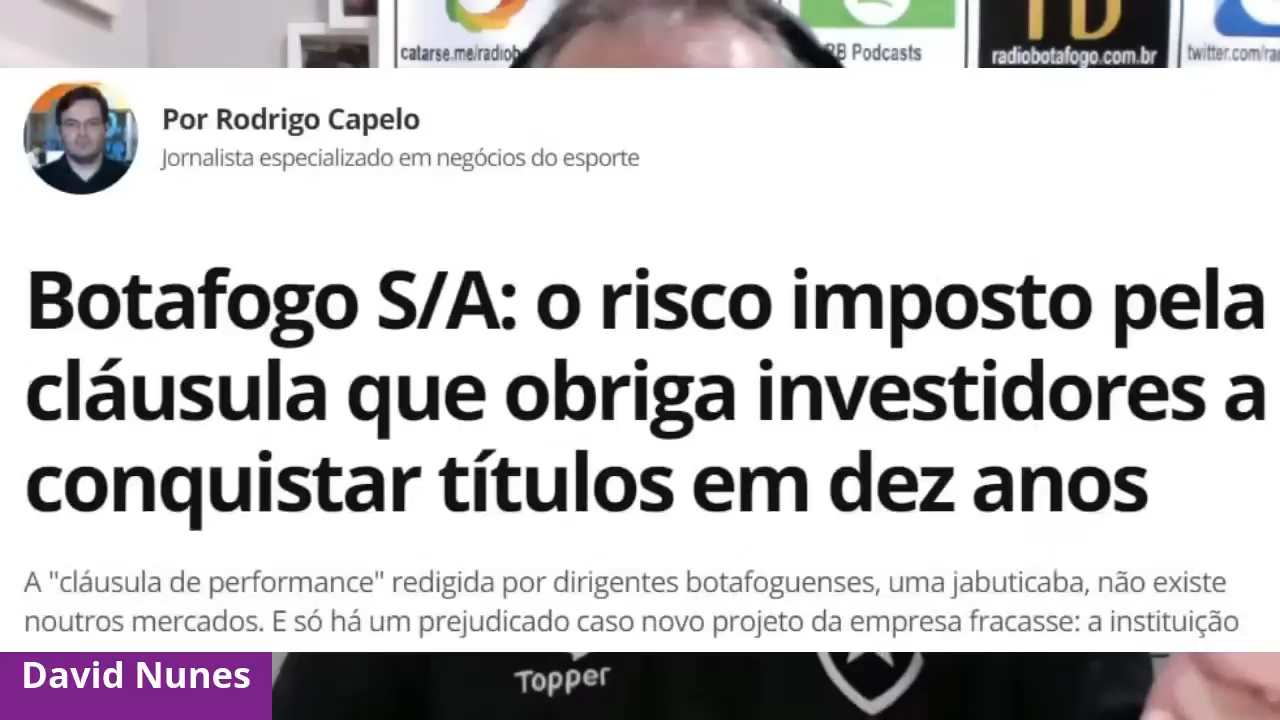 catarse.me/radiobo
RB Podcasts
TB
radiobotafogo.com.br
twitter.com/ra
Por Rodrigo Capelo
Jornalista especializado em negócios do esporte
Botafogo S/A: o risco imposto pela
cláusula que obriga investidores a
conquistar títulos em dez anos
A "cláusula de performance" redigida por dirigentes botafoguenses, uma jabuticaba, não existe
noutros mercados. E só há um prejudicado caso novo projeto da empresa fracasse: a instituição
David Nunes
Topper